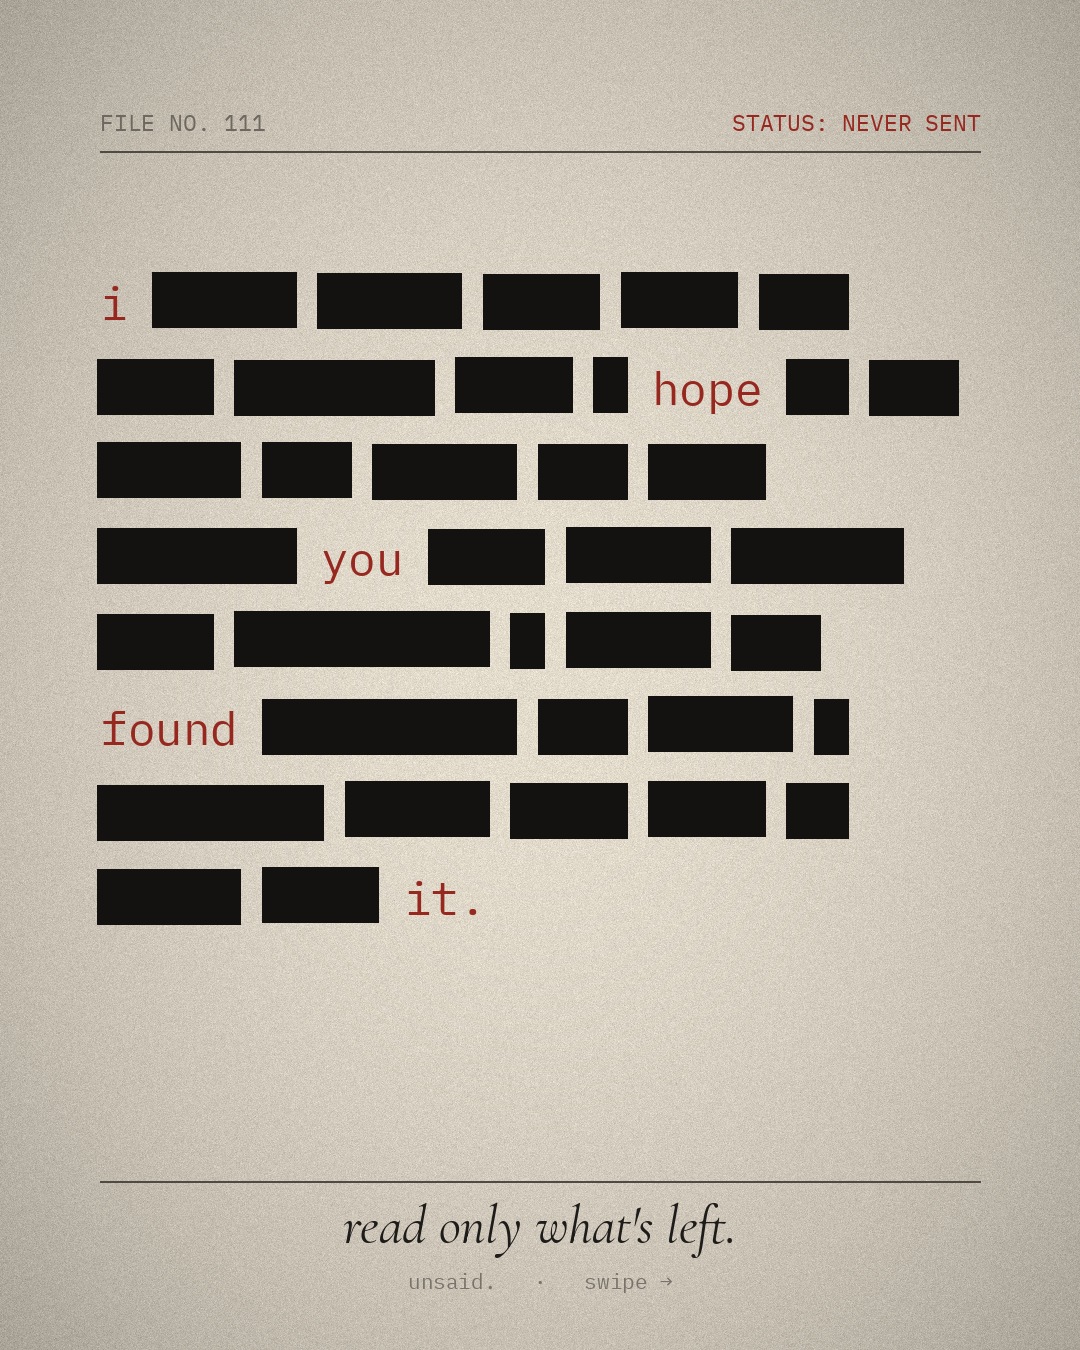 FILE NO. 111 STATUS: NEVER SENT
i
hope
you
found
it.
read only what's left.
unsaid. · swipe →